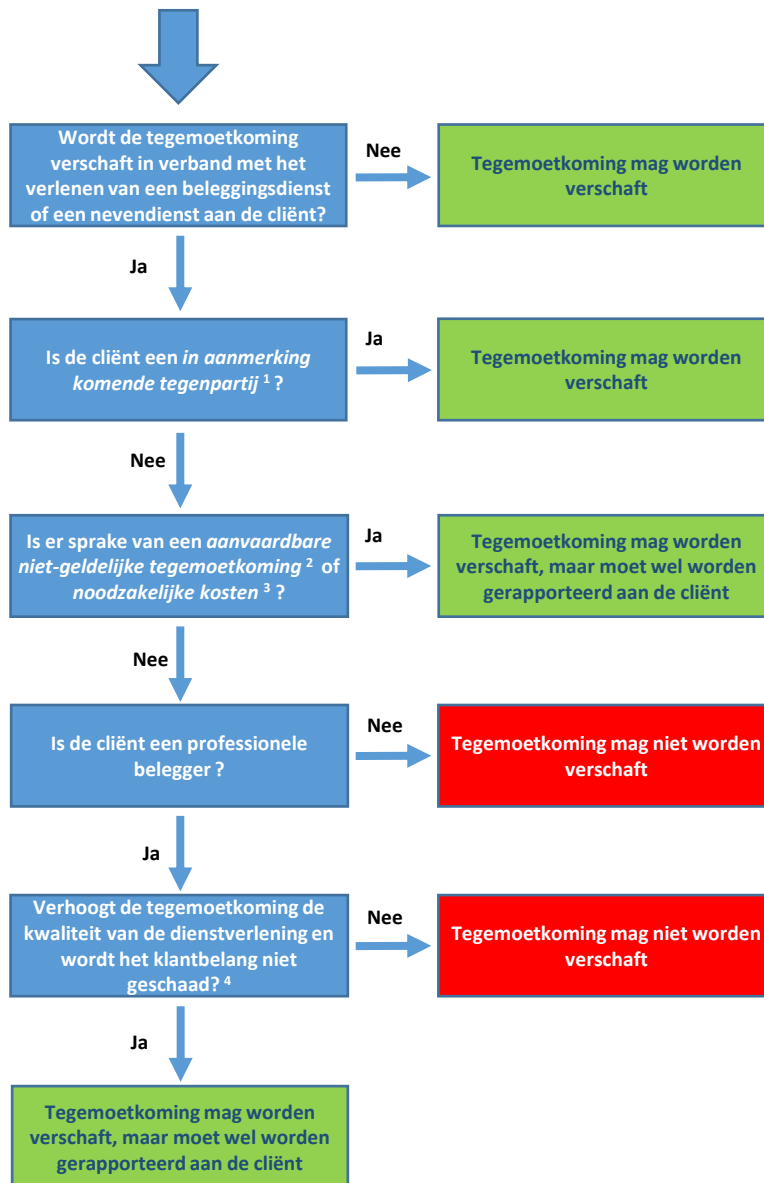 Wordt de tegemoetkoming
verschaft in verband met het
verlenen van een beleggingsdienst
of een nevendienst aan de cliënt?
Nee
Tegemoetkoming mag worden
verschaft
Ja
Is de cliënt een in aanmerking
komende tegenpartij 1 ?
Ja
Tegemoetkoming mag worden
verschaft
Nee
Is er sprake van een aanvaardbare
niet-geldelijke tegemoetkoming 2 of
noodzakelijke kosten 3 ?
Ja
Tegemoetkoming mag worden
verschaft, maar moet wel worden
gerapporteerd aan de cliënt
Nee
Is de cliënt een professionele
belegger ?
Nee
Tegemoetkoming mag niet worden
verschaft
Ja
Verhoogt de tegemoetkoming de
kwaliteit van de dienstverlening en
wordt het klantbelang niet
geschaad? 4
Nee
Tegemoetkoming mag niet worden
verschaft
Ja
Tegemoetkoming mag worden
verschaft, maar moet wel worden
gerapporteerd aan de cliënt